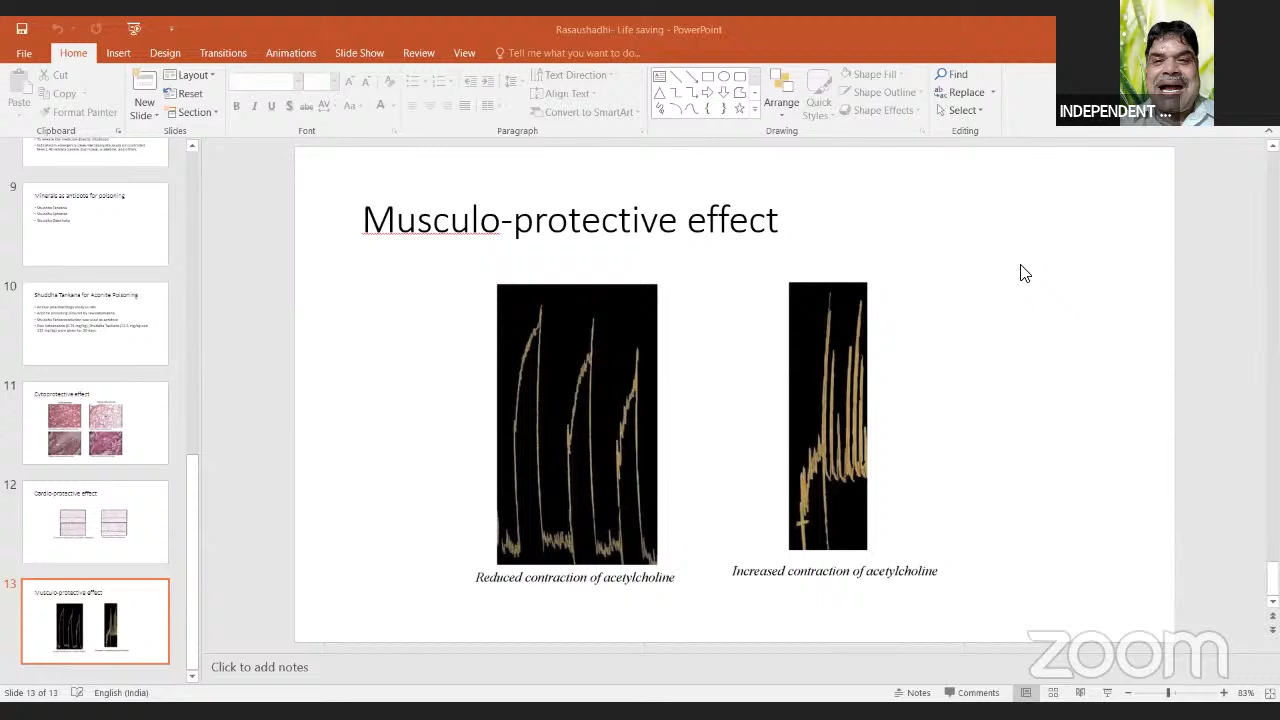 Rasaushadhi- Life saving - PowerPoint
File Home Insert Design Transitions Animations Slide Show Review View Tell me what you want to do...
INDEPENDENT ...
Paste
Cut
Copy
Format Painter
Clipboard
New
Slide
Layout
Reset
Section
Slides
B I U S abc AV Aa A
Font
Text Direction
Align Text
Convert to SmartArt
Paragraph
Arrange
Quick
Styles
Shape Fill
Shape Outline
Shape Effects
Drawing
Find
Replace
Select
Editing
9
Minerals as antidote for poisoning
10
Shuddha Tankana for Aconite Poisoning
11
Cytoprotective effect
12
Cardio-protective effect
13
Musculo-protective effect
Musculo-protective effect
Reduced contraction of acetylcholine
Increased contraction of acetylcholine
Click to add notes
zoom
Slide 13 of 13 English (India) Notes Comments 83%